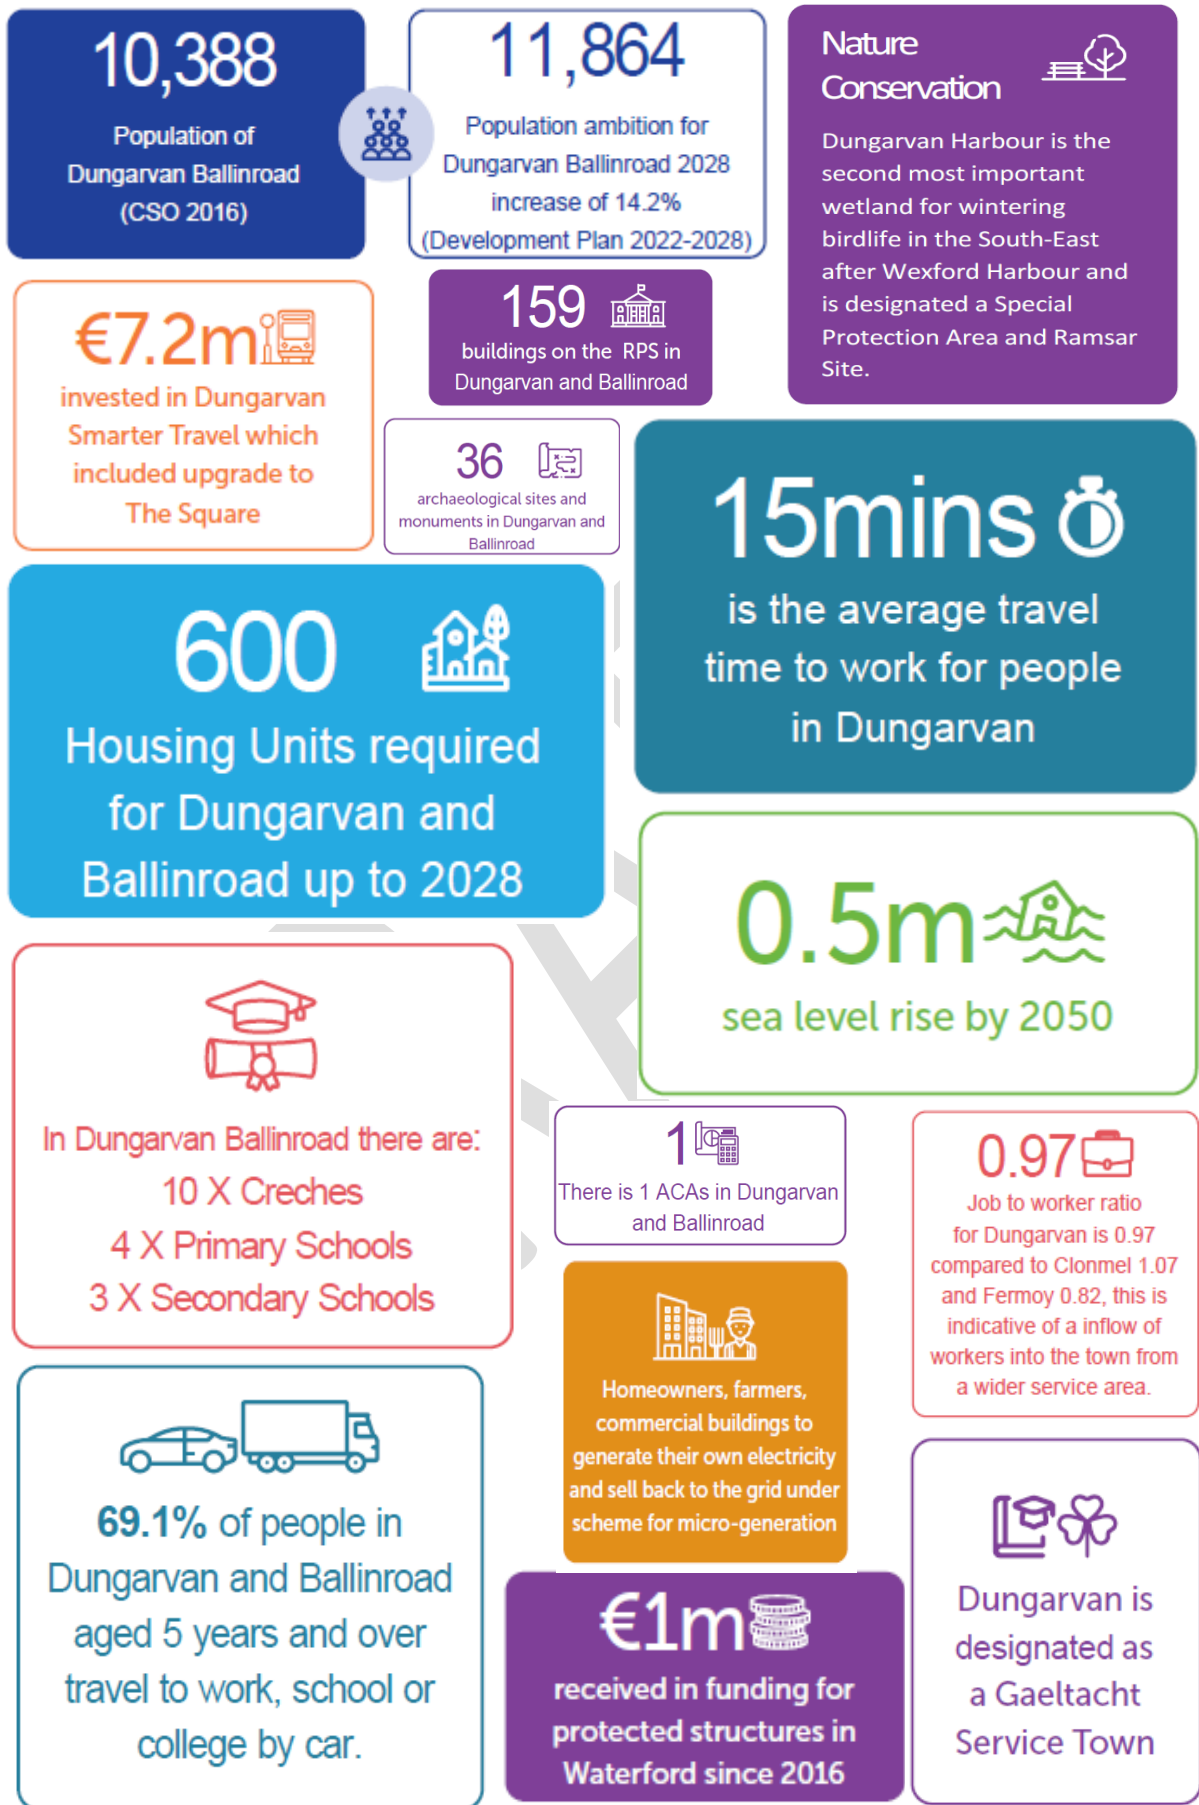 10,388
Population of
Dungarvan Ballinroad
(CSO 2016)
11,864
Population ambition for
Dungarvan Ballinroad 2028
increase of 14.2%
(Development Plan 2022-2028)
Nature
Conservation
Dungarvan Harbour is the
second most important
wetland for wintering
birdlife in the South-East
after Wexford Harbour and
is designated a Special
Protection Area and Ramsar
Site.
€7.2m
invested in Dungarvan
Smarter Travel which
included upgrade to
The Square
159
buildings on the RPS in
Dungarvan and Ballinroad
36
archaeological sites and
monuments in Dungarvan and
Ballinroad
15mins
is the average travel
time to work for people
in Dungarvan
600
Housing Units required
for Dungarvan and
Ballinroad up to 2028
0.5m
sea level rise by 2050
In Dungarvan Ballinroad there are:
10 X Creches
4 X Primary Schools
3 X Secondary Schools
1
There is 1 ACAs in Dungarvan
and Ballinroad
0.97
Job to worker ratio
for Dungarvan is 0.97
compared to Clonmel 1.07
and Fermoy 0.82, this is
indicative of a inflow of
workers into the town from
a wider service area.
Homeowners, farmers,
commercial buildings to
generate their own electricity
and sell back to the grid under
scheme for micro-generation
69.1% of people in
Dungarvan and Ballinroad
aged 5 years and over
travel to work, school or
college by car.
€1m
received in funding for
protected structures in
Waterford since 2016
Dungarvan is
designated as
a Gaeltacht
Service Town